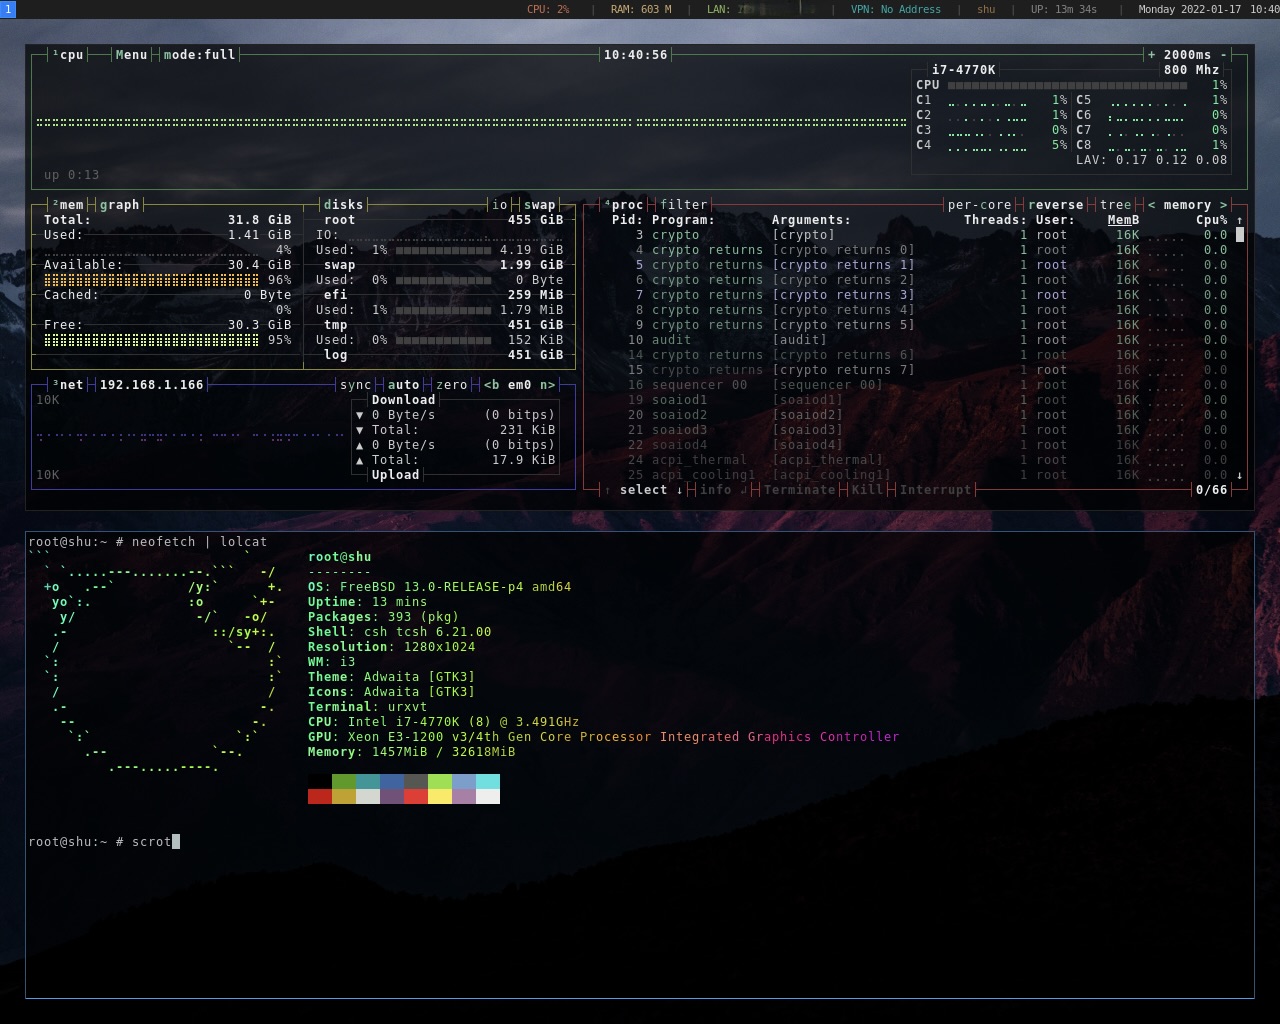 1 CPU: 2% | RAM: 603 M | LAN: | VPN: No Address | shu | UP: 13m 34s | Monday 2022-01-17 10:40
¹cpu Menu mode:full 10:40:56 + 2000ms -
i7-4770K 800 Mhz
CPU 1%
C1 1% C5 1%
C2 1% C6 0%
C3 0% C7 0%
C4 5% C8 1%
LAV: 0.17 0.12 0.08
up 0:13
²mem graph disks io swap
Total: 31.8 GiB root 455 GiB
Used: 1.41 GiB IO:
4% Used: 1% 4.19 GiB
Available: 30.4 GiB swap 1.99 GiB
96% Used: 0% 0 Byte
Cached: 0 Byte efi 259 MiB
0% Used: 1% 1.79 MiB
Free: 30.3 GiB tmp 451 GiB
95% Used: 0% 152 KiB
log 451 GiB
³net 192.168.1.166 sync auto zero <b em0 n>
10K Download
▼ 0 Byte/s (0 bitps)
▼ Total: 231 KiB
▲ 0 Byte/s (0 bitps)
▲ Total: 17.9 KiB
10K Upload
⁴proc filter per-core reverse tree < memory >
Pid: Program: Arguments: Threads: User: MemB Cpu% ↑
3 crypto [crypto] 1 root 16K 0.0
4 crypto returns [crypto returns 0] 1 root 16K 0.0
5 crypto returns [crypto returns 1] 1 root 16K 0.0
6 crypto returns [crypto returns 2] 1 root 16K 0.0
7 crypto returns [crypto returns 3] 1 root 16K 0.0
8 crypto returns [crypto returns 4] 1 root 16K 0.0
9 crypto returns [crypto returns 5] 1 root 16K 0.0
10 audit [audit] 1 root 16K 0.0
14 crypto returns [crypto returns 6] 1 root 16K 0.0
15 crypto returns [crypto returns 7] 1 root 16K 0.0
16 sequencer 00 [sequencer 00] 1 root 16K 0.0
19 soaiod1 [soaiod1] 1 root 16K 0.0
20 soaiod2 [soaiod2] 1 root 16K 0.0
21 soaiod3 [soaiod3] 1 root 16K 0.0
22 soaiod4 [soaiod4] 1 root 16K 0.0
24 acpi_thermal [acpi_thermal] 1 root 16K 0.0
25 acpi_cooling1 [acpi_cooling1] 1 root 16K 0.0 ↓
↑ select ↓ info ↲ Terminate Kill Interrupt 0/66
root@shu:~ # neofetch | lolcat
root@shu
--------
OS: FreeBSD 13.0-RELEASE-p4 amd64
Uptime: 13 mins
Packages: 393 (pkg)
Shell: csh tcsh 6.21.00
Resolution: 1280x1024
WM: i3
Theme: Adwaita [GTK3]
Icons: Adwaita [GTK3]
Terminal: urxvt
CPU: Intel i7-4770K (8) @ 3.491GHz
GPU: Xeon E3-1200 v3/4th Gen Core Processor Integrated Graphics Controller
Memory: 1457MiB / 32618MiB
root@shu:~ # scrot